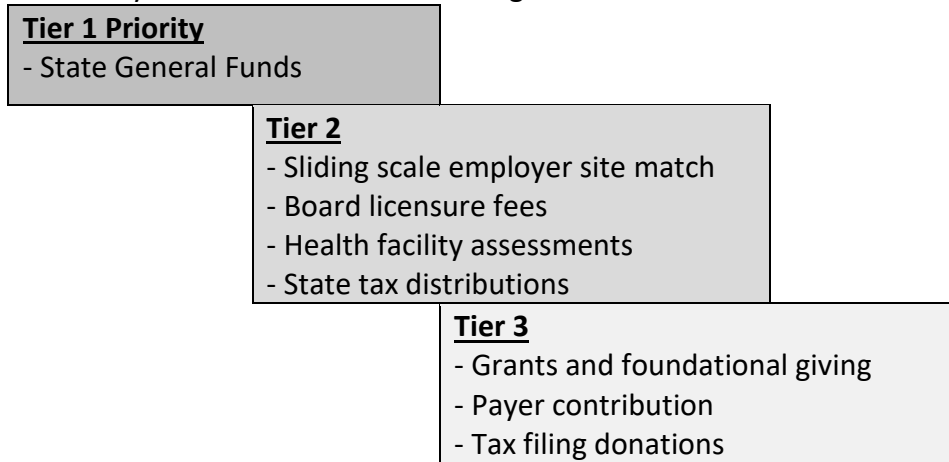 Tier 1 Priority
- State General Funds
Tier 2
- Sliding scale employer site match
- Board licensure fees
- Health facility assessments
- State tax distributions
Tier 3
- Grants and foundational giving
- Payer contribution
- Tax filing donations